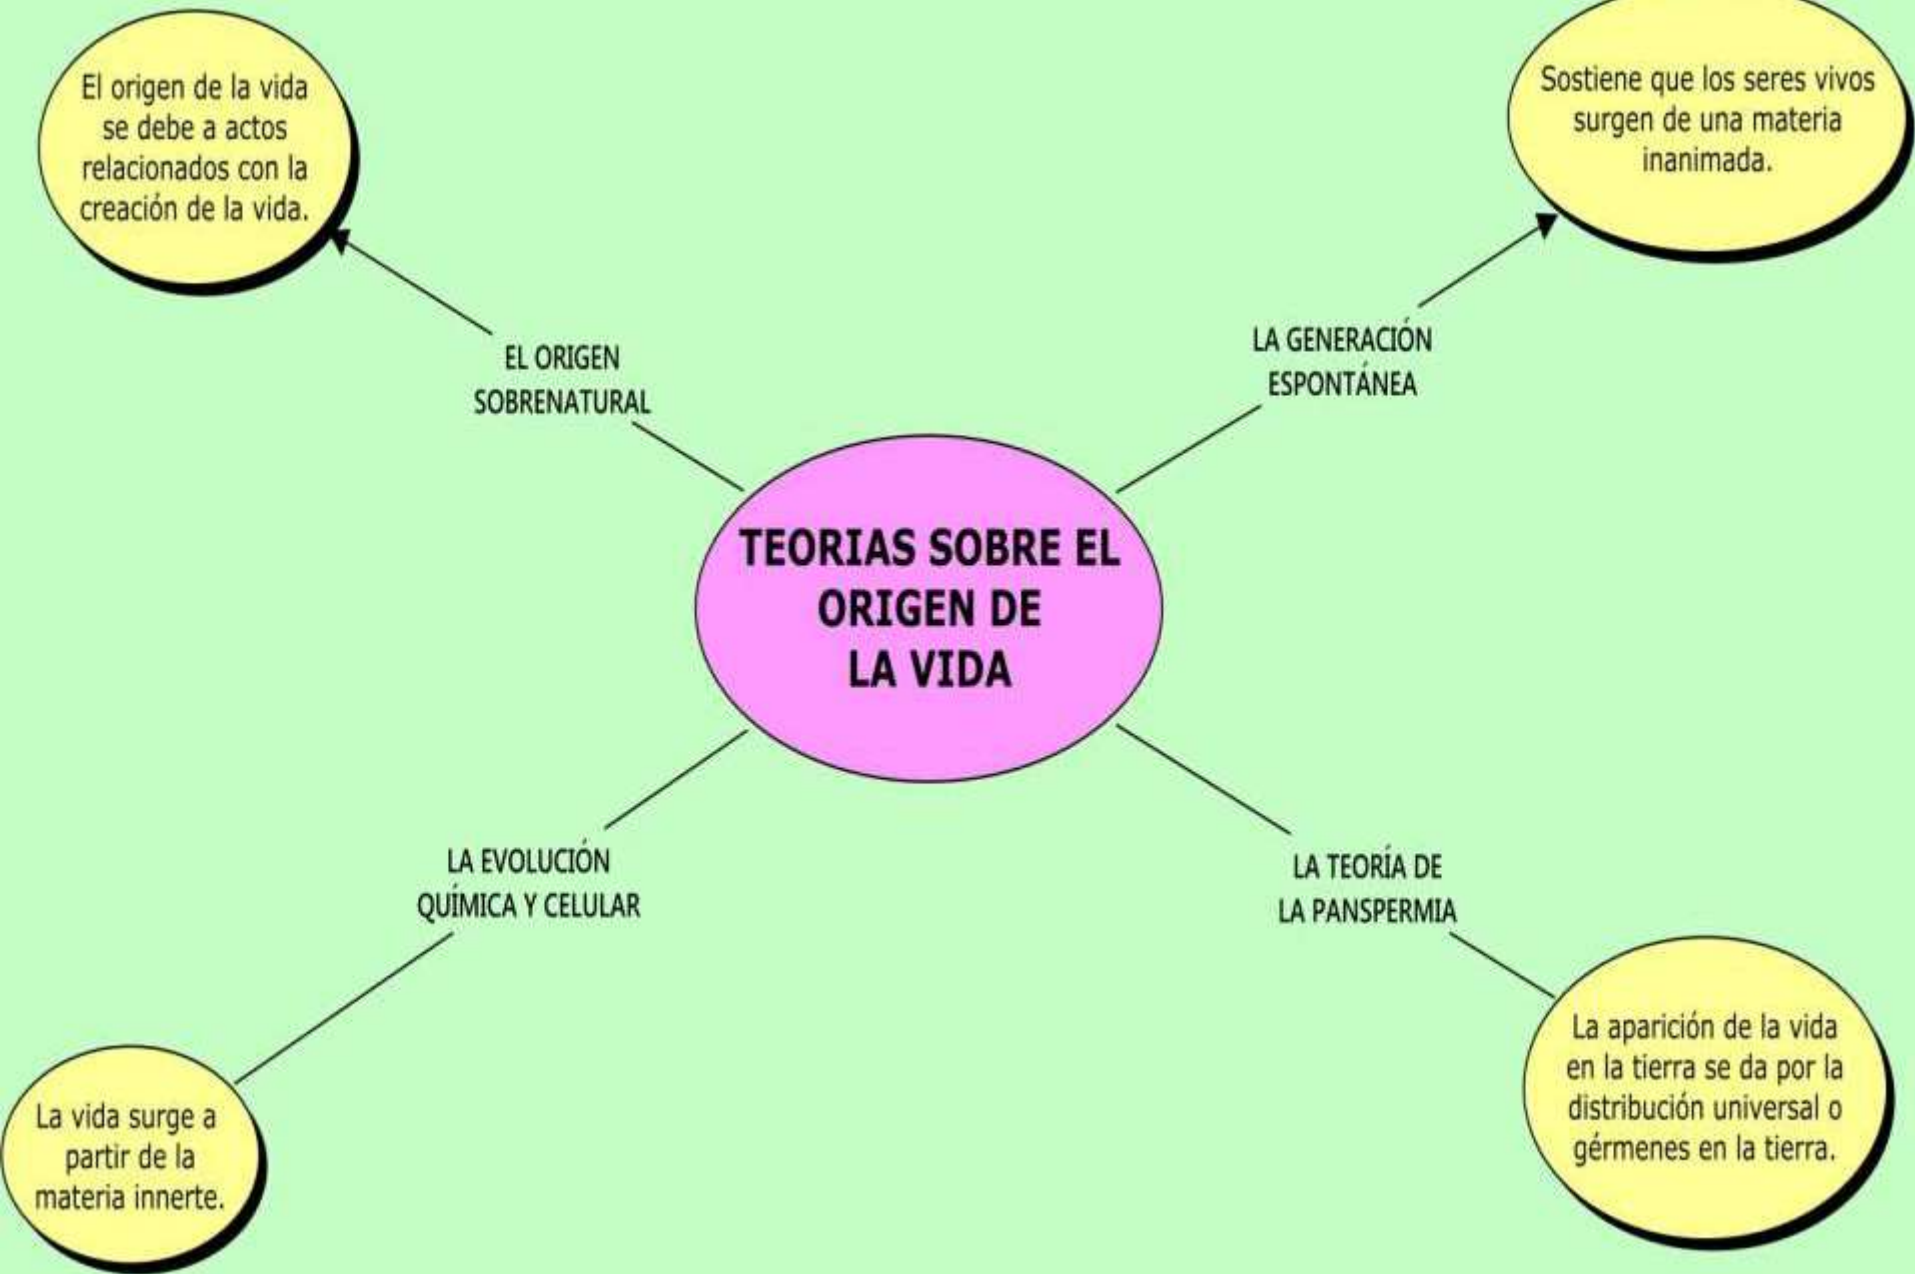 El origen de la vida
se debe a actos
relacionados con la
creación de la vida.
Sostiene que los seres vivos
surgen de una materia
inanimada.
EL ORIGEN
SOBRENATURAL
LA GENERACIÓN
ESPONTÁNEA
TEORIAS SOBRE EL
ORIGEN DE
LA VIDA
LA EVOLUCIÓN
QUÍMICA Y CELULAR
LA TEORÍA DE
LA PANSPERMIA
La vida surge a
partir de la
materia innerte.
La aparición de la vida
en la tierra se da por la
distribución universal o
gérmenes en la tierra.